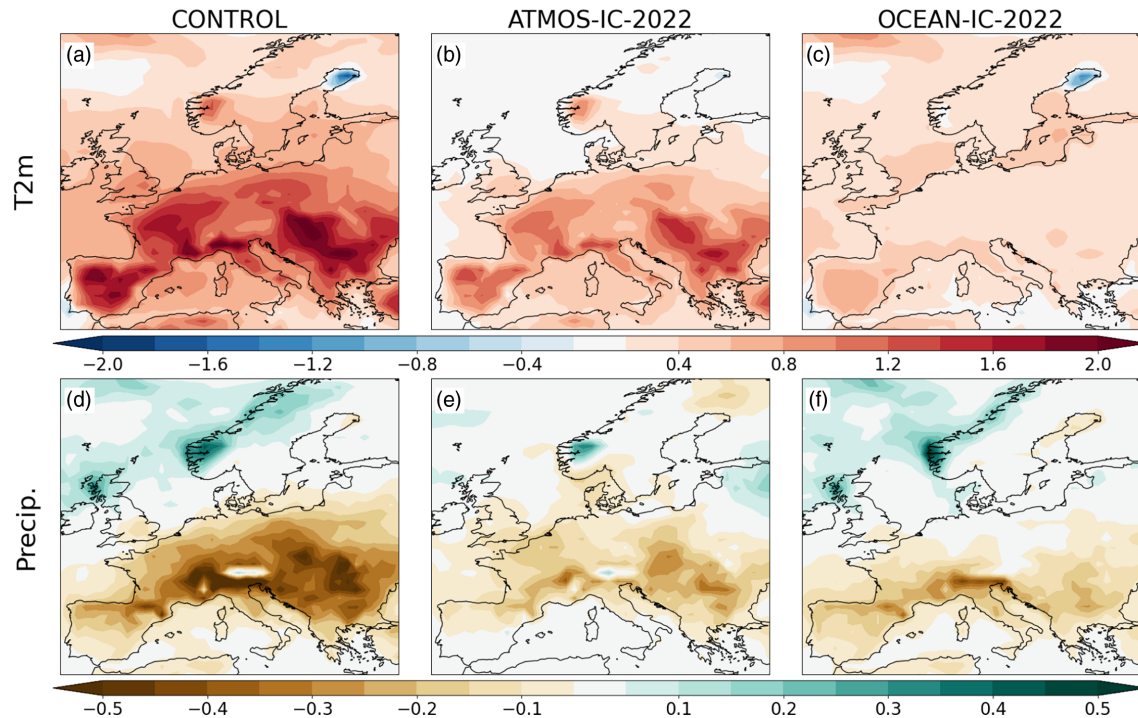 CONTROL ATMOS-IC-2022 OCEAN-IC-2022
T2m (a) (b) (c)
−2.0 −1.6 −1.2 −0.8 −0.4 0.4 0.8 1.2 1.6 2.0
Precip. (d) (e) (f)
−0.5 −0.4 −0.3 −0.2 −0.1 0.1 0.2 0.3 0.4 0.5